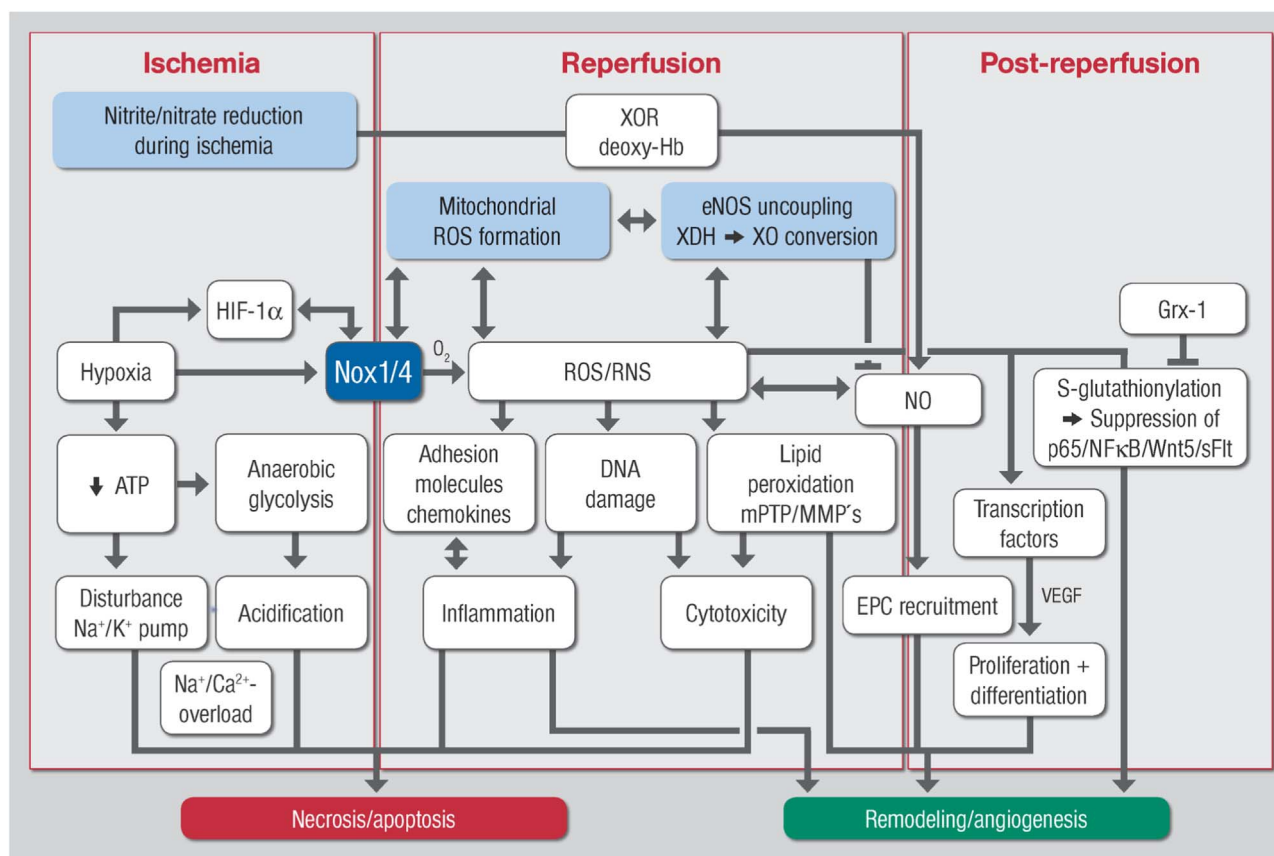 Ischemia
Reperfusion
Post-reperfusion
Nitrite/nitrate reduction
during ischemia
XOR
deoxy-Hb
Mitochondrial
ROS formation
eNOS uncoupling
XDH → XO conversion
HIF-1α
Grx-1
Hypoxia
Nox1/4
O₂
ROS/RNS
NO
S-glutathionylation
→ Suppression of
p65/NFκB/Wnt5/sFlt
↓ ATP
Anaerobic
glycolysis
Adhesion
molecules
chemokines
DNA
damage
Lipid
peroxidation
mPTP/MMP´s
Transcription
factors
Disturbance
Na⁺/K⁺ pump
Acidification
Inflammation
Cytotoxicity
EPC recruitment
VEGF
Na⁺/Ca²⁺-
overload
Proliferation +
differentiation
Necrosis/apoptosis
Remodeling/angiogenesis